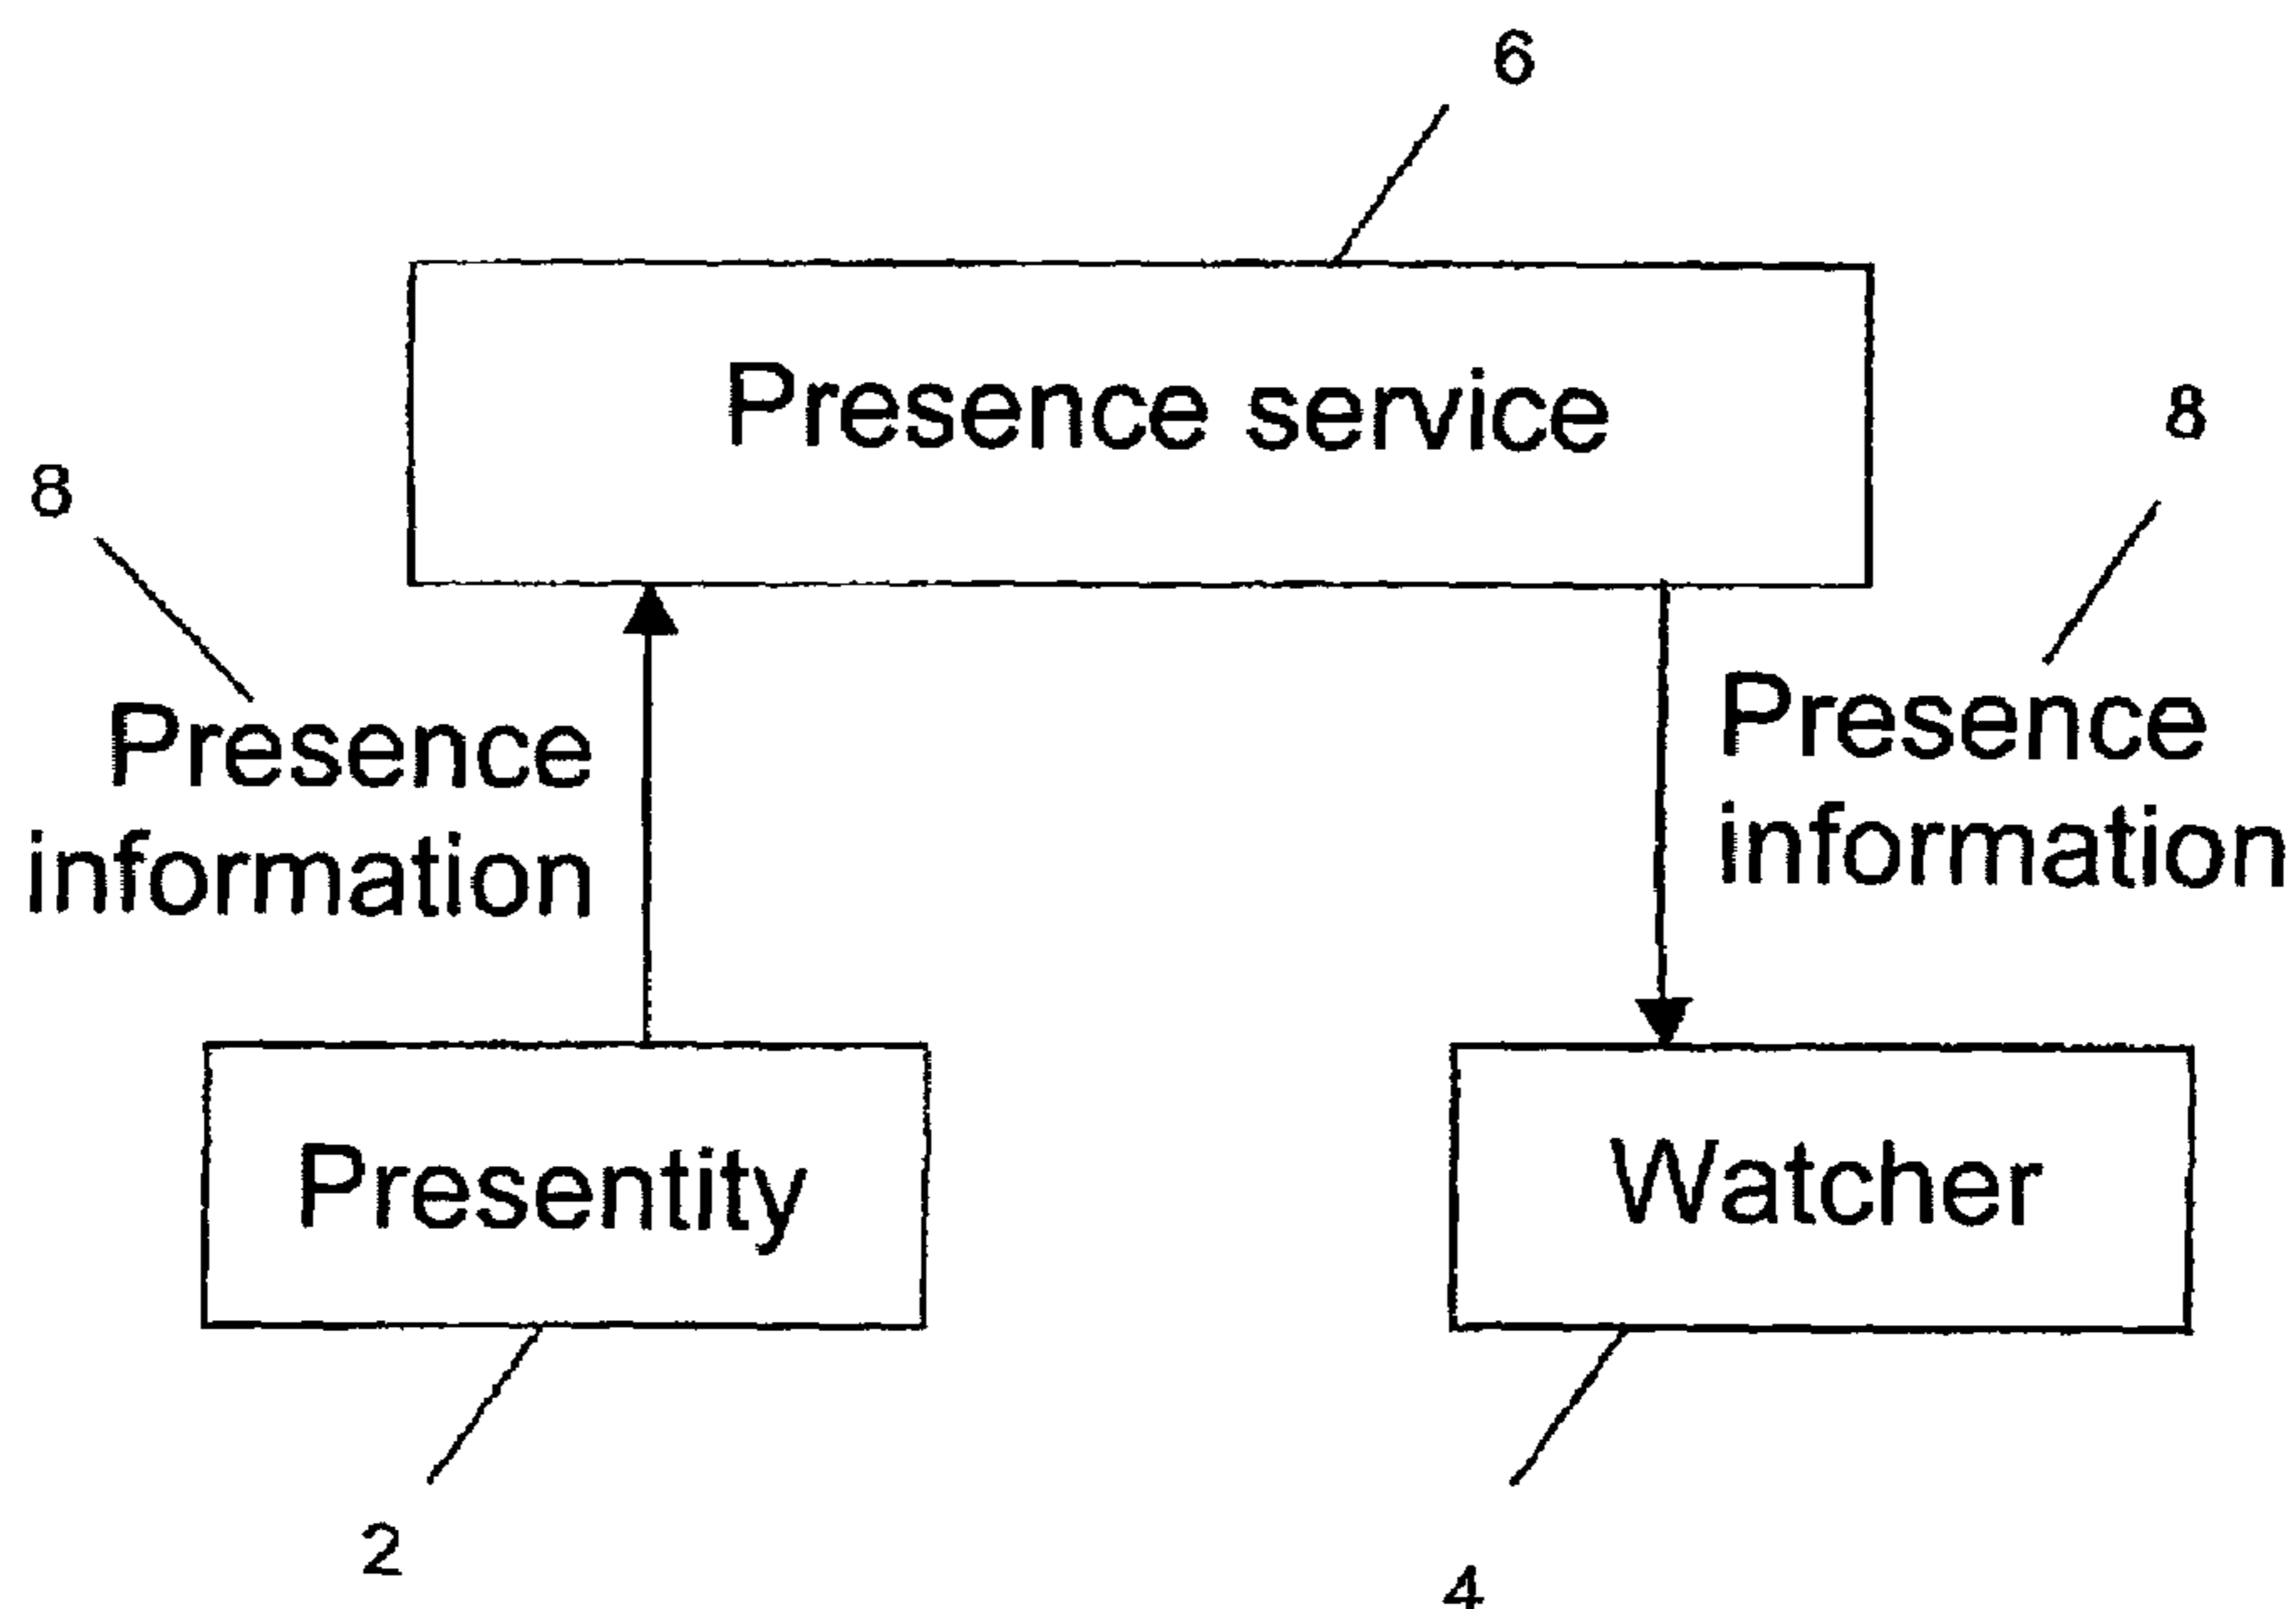 6
Presence service
8
8
Presence
information
Presence
information
Presentity
Watcher
2
4